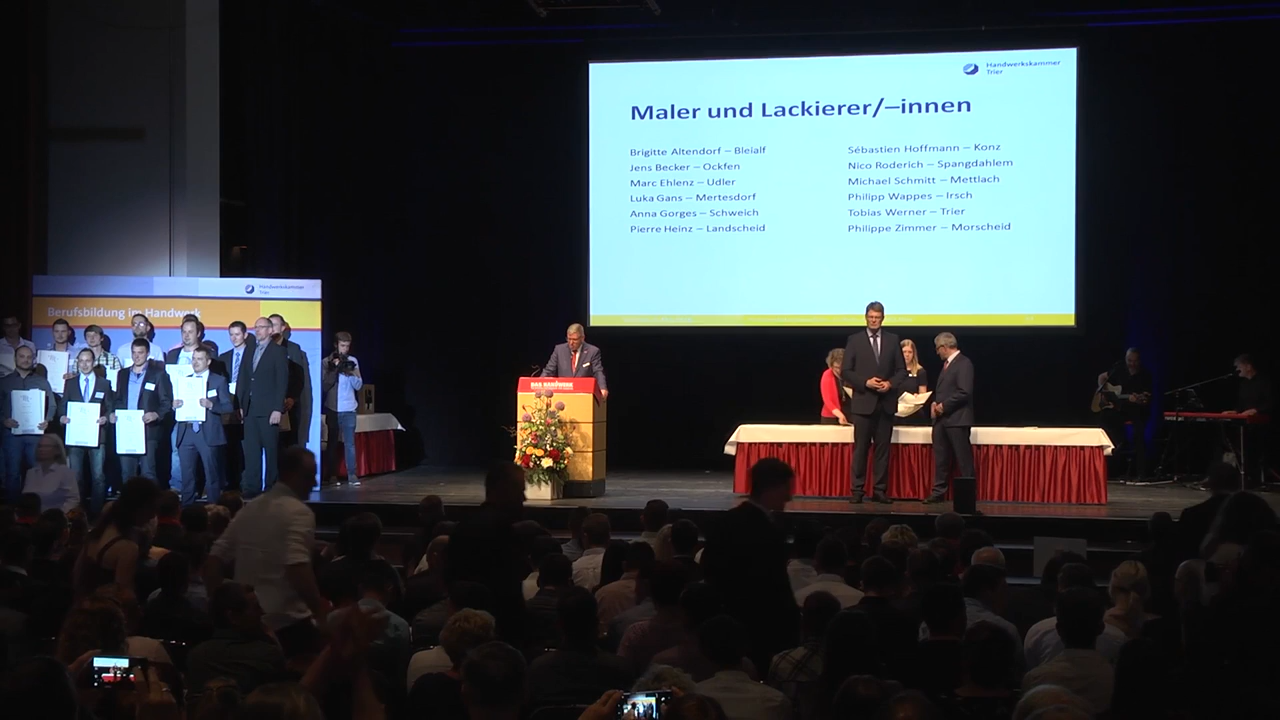 Handwerkskammer
Trier
Maler und Lackierer/–innen
Brigitte Altendorf – Bleialf
Jens Becker – Ockfen
Marc Ehlenz – Udler
Luka Gans – Mertesdorf
Anna Gorges – Schweich
Pierre Heinz – Landscheid
Sébastien Hoffmann – Konz
Nico Roderich – Spangdahlem
Michael Schmitt – Mettlach
Philipp Wappes – Irsch
Tobias Werner – Trier
Philippe Zimmer – Morscheid
Handwerkskammer
Trier
Berufsbildung im Handwerk
DAS HANDWERK